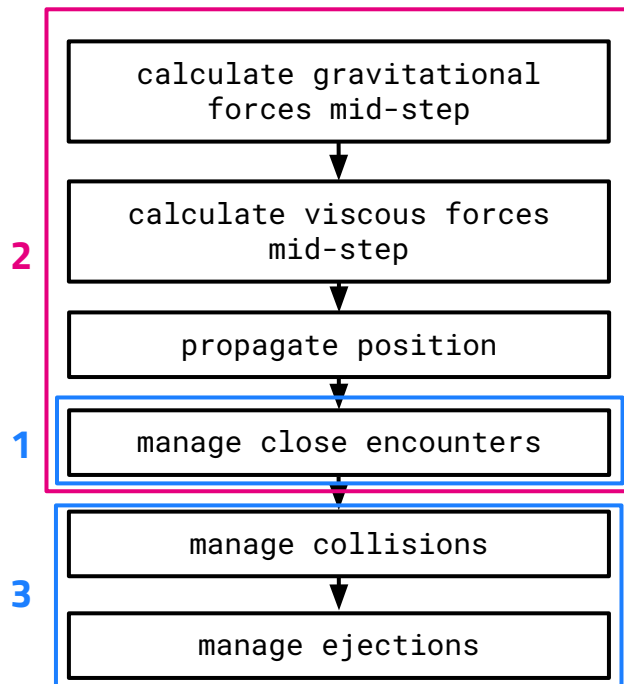 calculate gravitational
forces mid-step
calculate viscous forces
mid-step
2
propagate position
1
manage close encounters
manage collisions
3
manage ejections